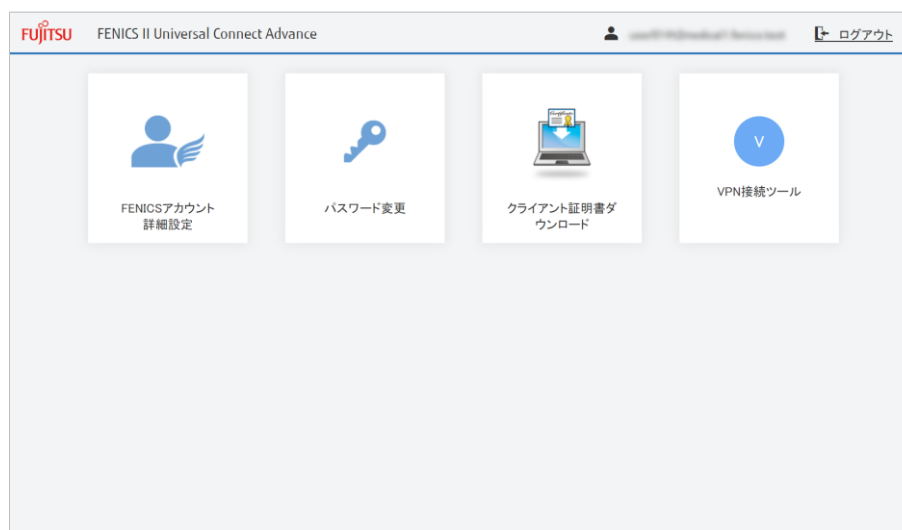 FUJITSU
FENICS II Universal Connect Advance
ログアウト
FENICSアカウント
詳細設定
パスワード変更
クライアント証明書ダ
ウンロード
V
VPN接続ツール